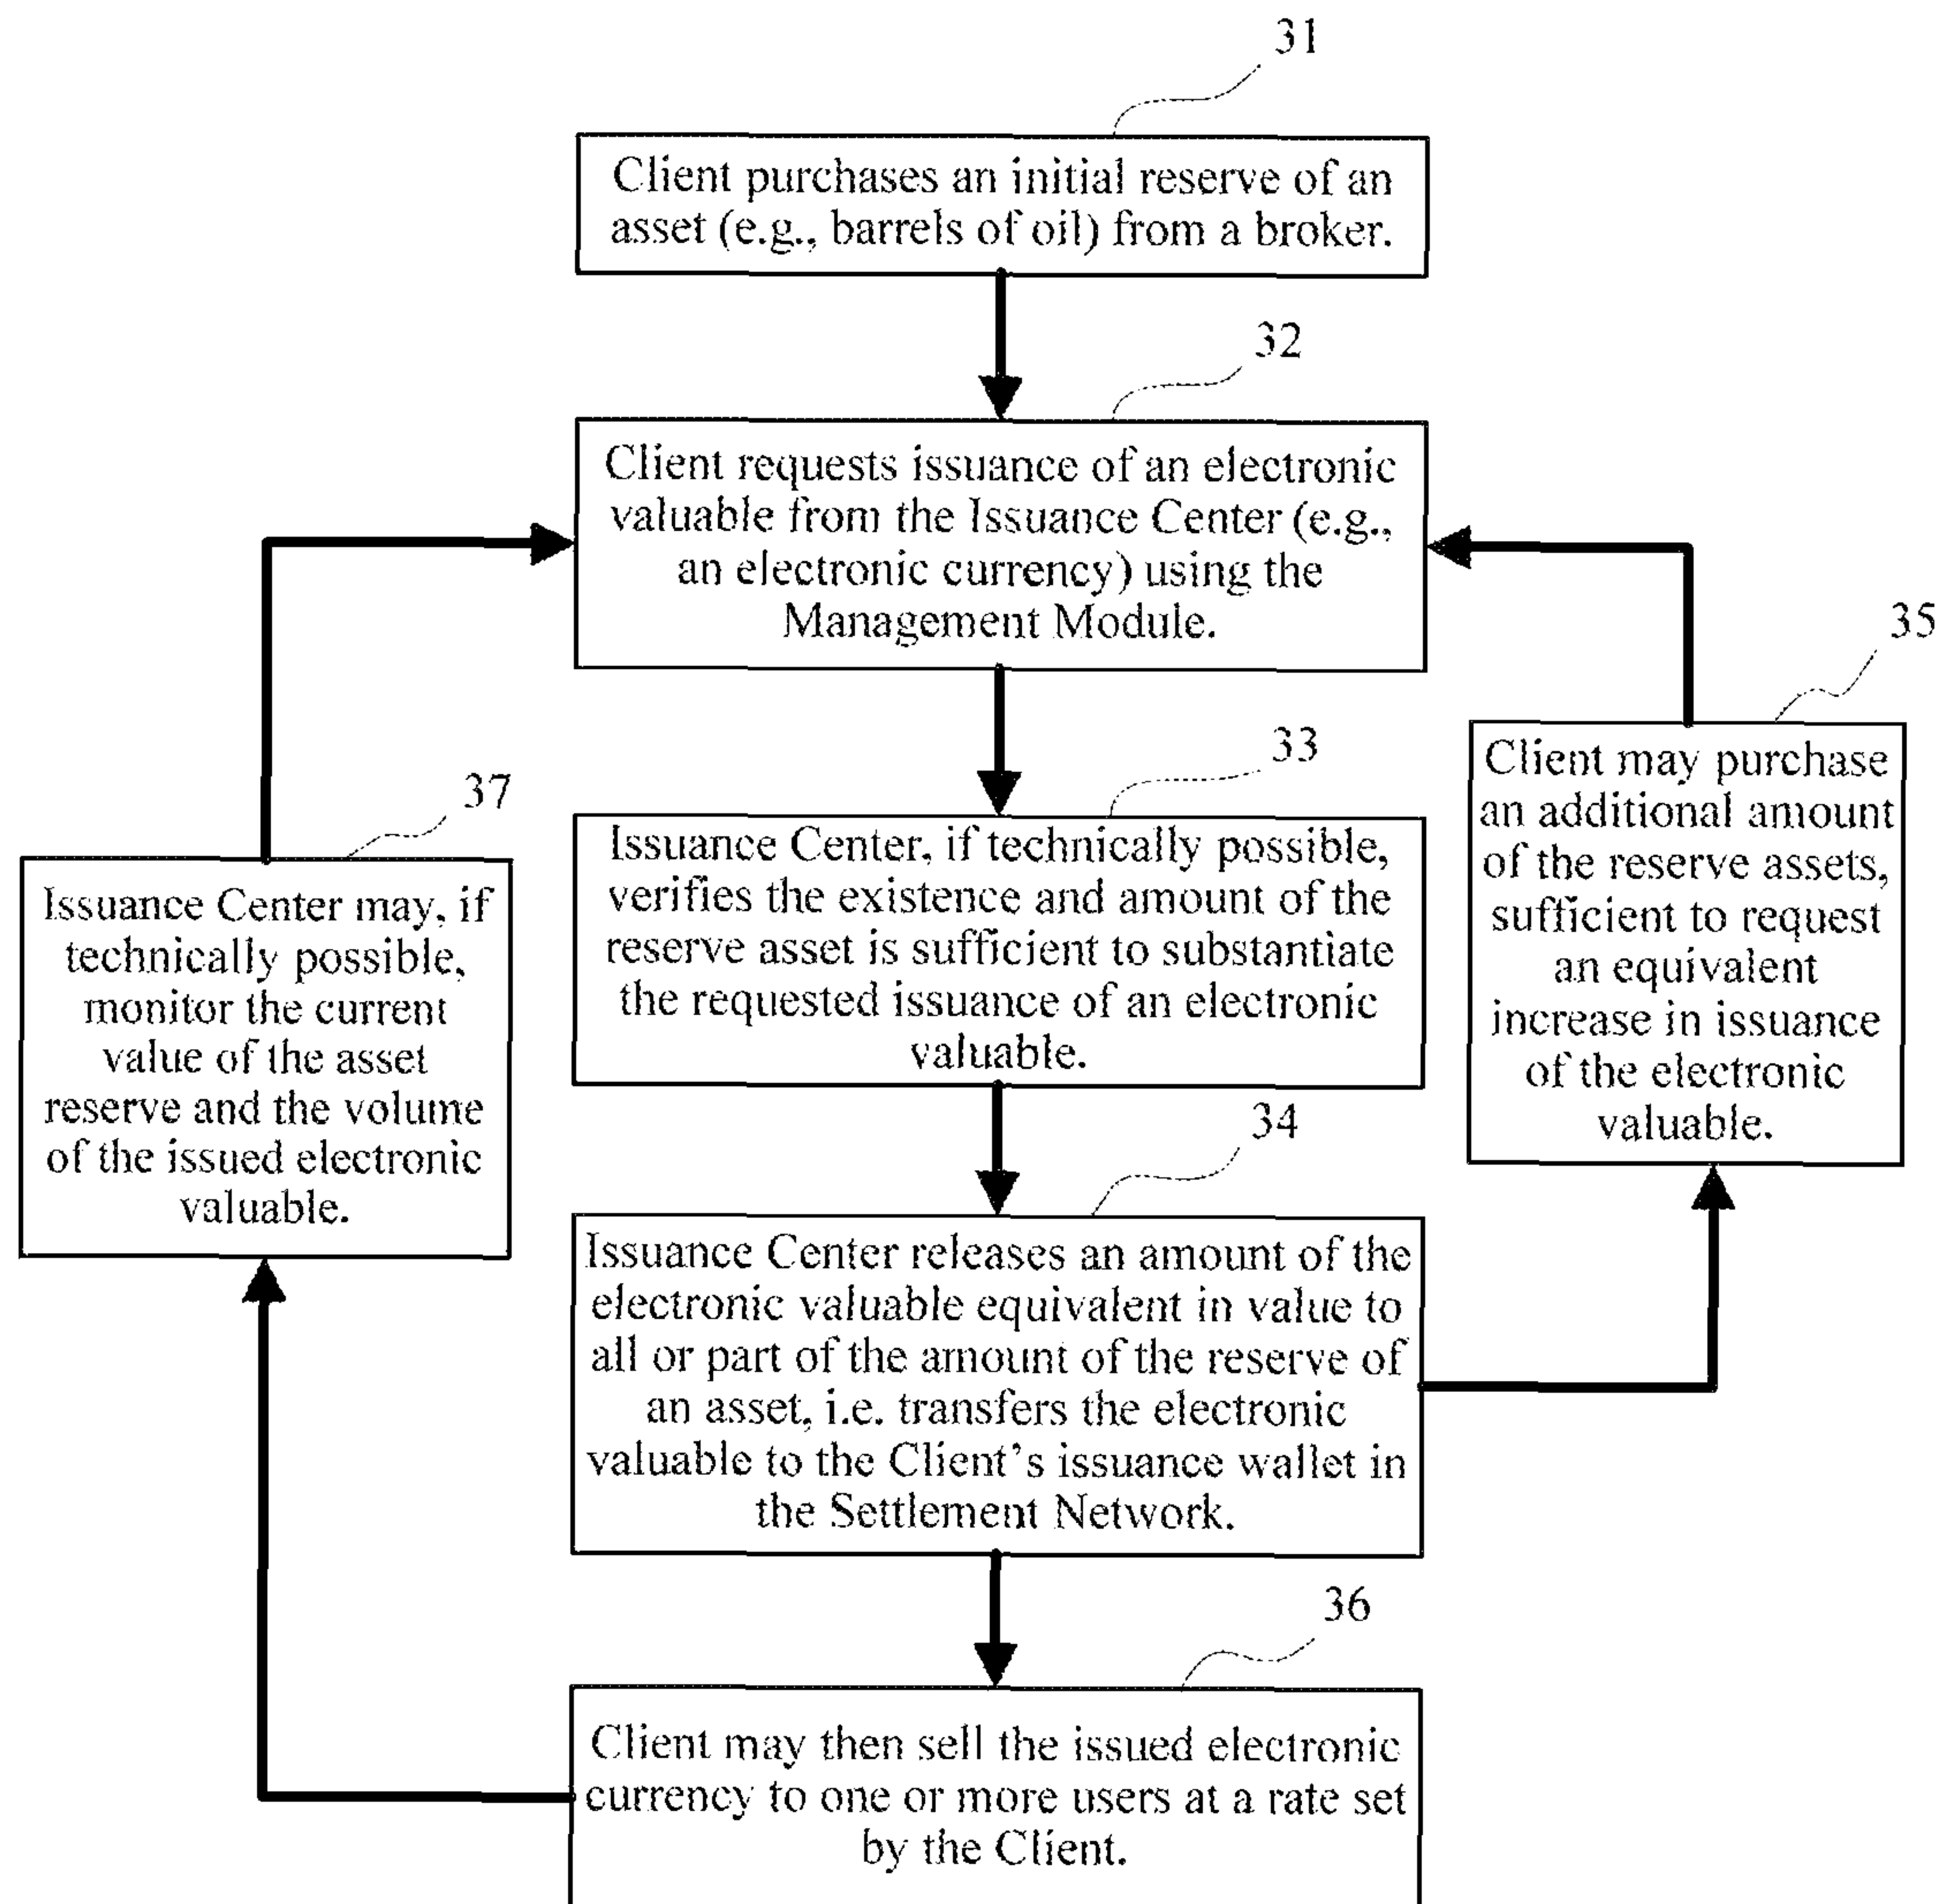 31
Client purchases an initial reserve of an
asset (e.g., barrels of oil) from a broker.
32
Client requests issuance of an electronic
valuable from the Issuance Center (e.g.,
an electronic currency) using the
Management Module.
33
Issuance Center, if technically possible,
verifies the existence and amount of the
reserve asset is sufficient to substantiate
the requested issuance of an electronic
valuable.
34
Issuance Center releases an amount of the
electronic valuable equivalent in value to
all or part of the amount of the reserve of
an asset, i.e. transfers the electronic
valuable to the Client's issuance wallet in
the Settlement Network.
35
Client may purchase
an additional amount
of the reserve assets,
sufficient to request
an equivalent
increase in issuance
of the electronic
valuable.
36
Client may then sell the issued electronic
currency to one or more users at a rate set
by the Client.
37
Issuance Center may, if
technically possible,
monitor the current
value of the asset
reserve and the volume
of the issued electronic
valuable.